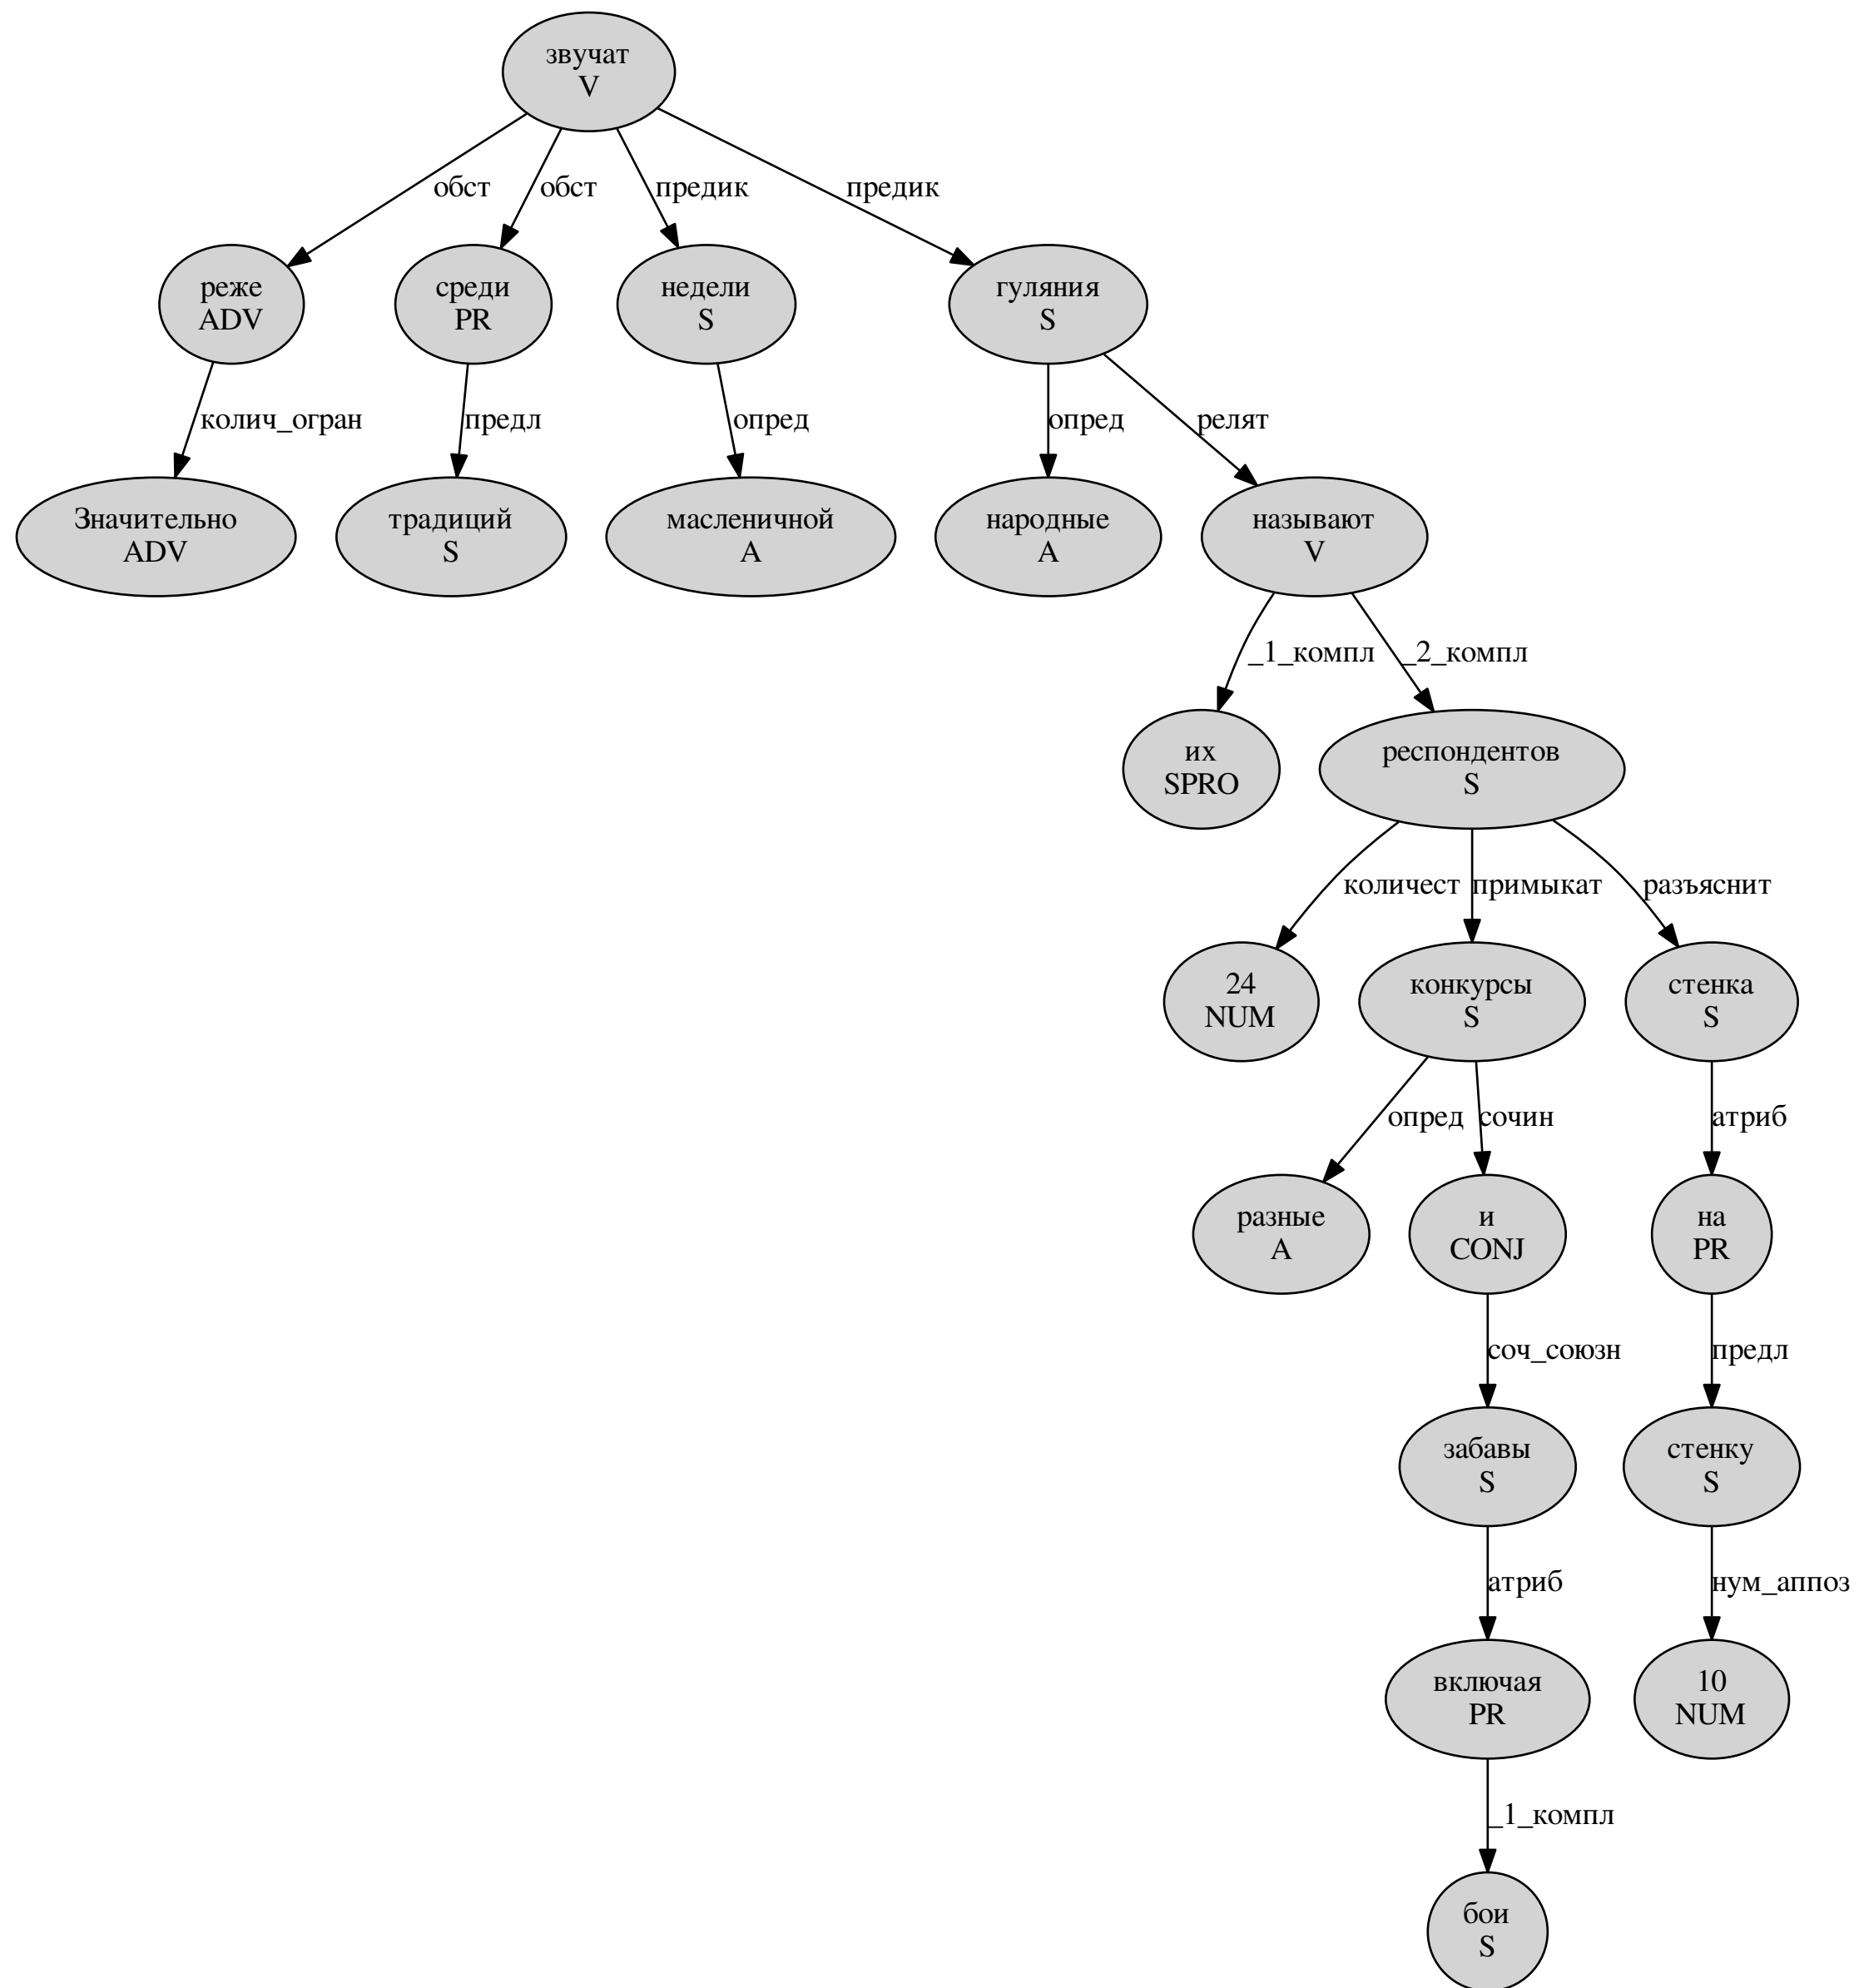 звучат
V
обст
обст
предик
предик
реже
ADV
среди
PR
недели
S
гуляния
S
колич_огран
предл
опред
опред
релят
Значительно
ADV
традиций
S
масленичной
A
народные
A
называют
V
_1_компл
_2_компл
их
SPRO
респондентов
S
количест
примыкат
разъяснит
24
NUM
конкурсы
S
стенка
S
опред
сочин
атриб
разные
A
и
CONJ
на
PR
соч_союзн
предл
забавы
S
стенку
S
атриб
нум_аппоз
включая
PR
10
NUM
_1_компл
бои
S